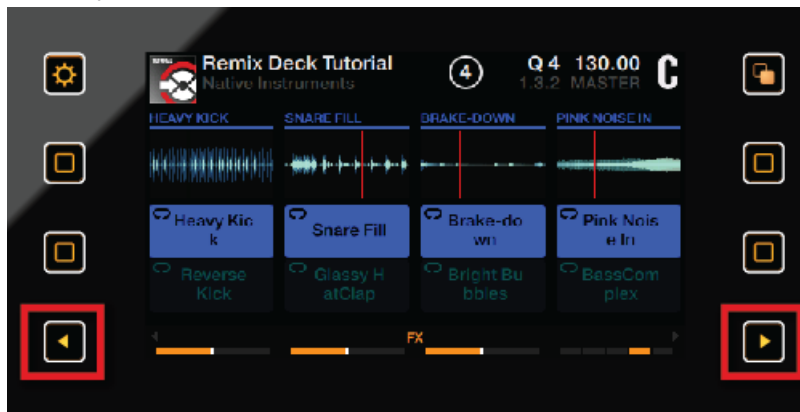 Remix Deck Tutorial
Native Instruments
4
Q 4 130.00
1.3.2 MASTER
C
HEAVY KICK SNARE FILL BRAKE-DOWN PINK NOISE IN
Heavy Kic
k
Snare Fill
Brake-do
wn
Pink Nois
e In
Reverse
Kick
Glassy H
atClap
Bright Bu
bbles
BassCom
plex
FX